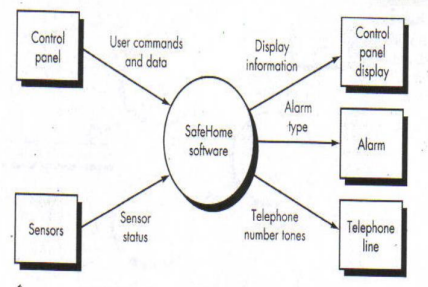 Control
panel
User commands
and data
Display
information
Control
panel
display
SafeHome
software
Alarm
type
Alarm
Sensors
Sensor
status
Telephone
number tones
Telephone
line